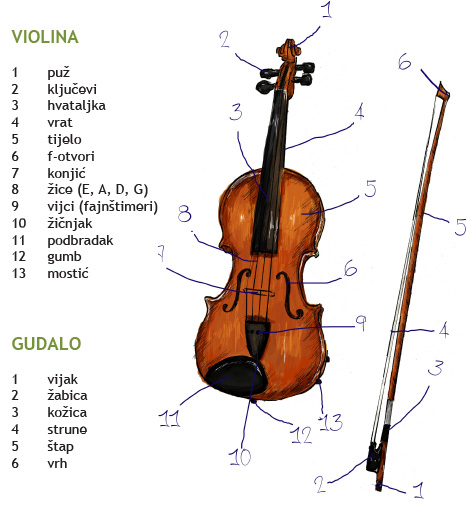 VIOLINA
1 puž
2 ključevi
3 hvataljka
4 vrat
5 tijelo
6 f-otvori
7 konjić
8 žice (E, A, D, G)
9 vijci (fajnštimeri)
10 žičnjak
11 podbradak
12 gumb
13 mostić
GUDALO
1 vijak
2 žabica
3 kožica
4 strune
5 štap
6 vrh
1
2
3
4
5
8
7
6
9
11
10
12
13
6
5
4
3
2
1